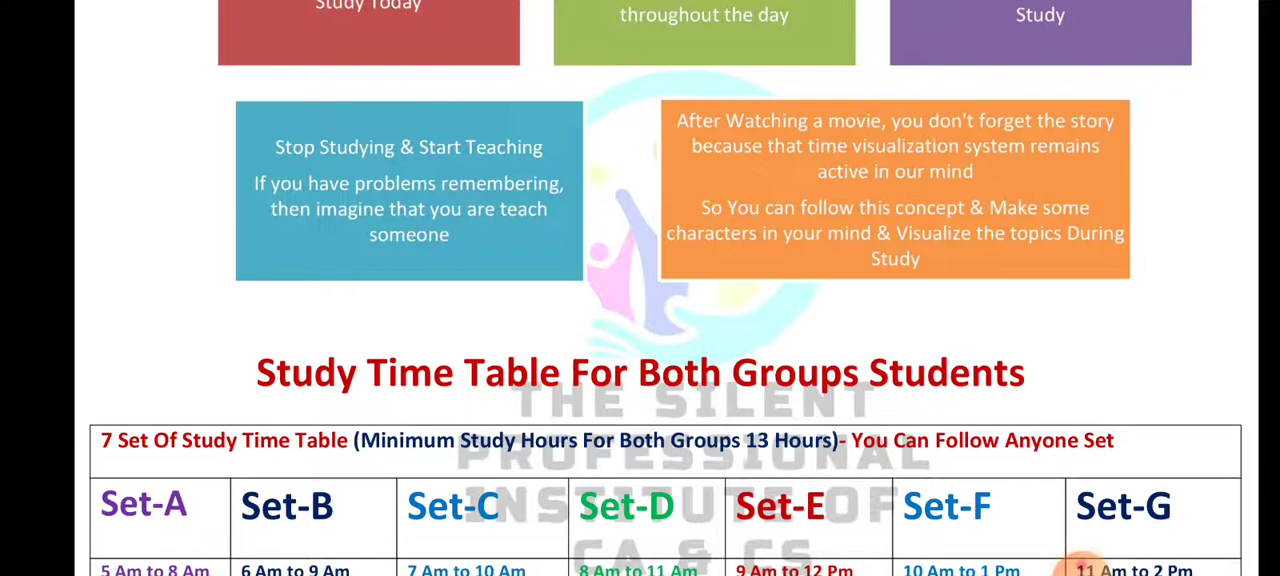 Study Today
throughout the day
Study
Stop Studying & Start Teaching
If you have problems remembering,
then imagine that you are teach
someone
After Watching a movie, you don't forget the story
because that time visualization system remains
active in our mind
So You can follow this concept & Make some
characters in your mind & Visualize the topics During
Study
Study Time Table For Both Groups Students
THE SILENT
PROFESSIONAL
INSTITUTE OF
CA & CS
7 Set Of Study Time Table (Minimum Study Hours For Both Groups 13 Hours)- You Can Follow Anyone Set
Set-A Set-B Set-C Set-D Set-E Set-F Set-G
5 Am to 8 Am 6 Am to 9 Am 7 Am to 10 Am 8 Am to 11 Am 9 Am to 12 Pm 10 Am to 1 Pm 11 Am to 2 Pm